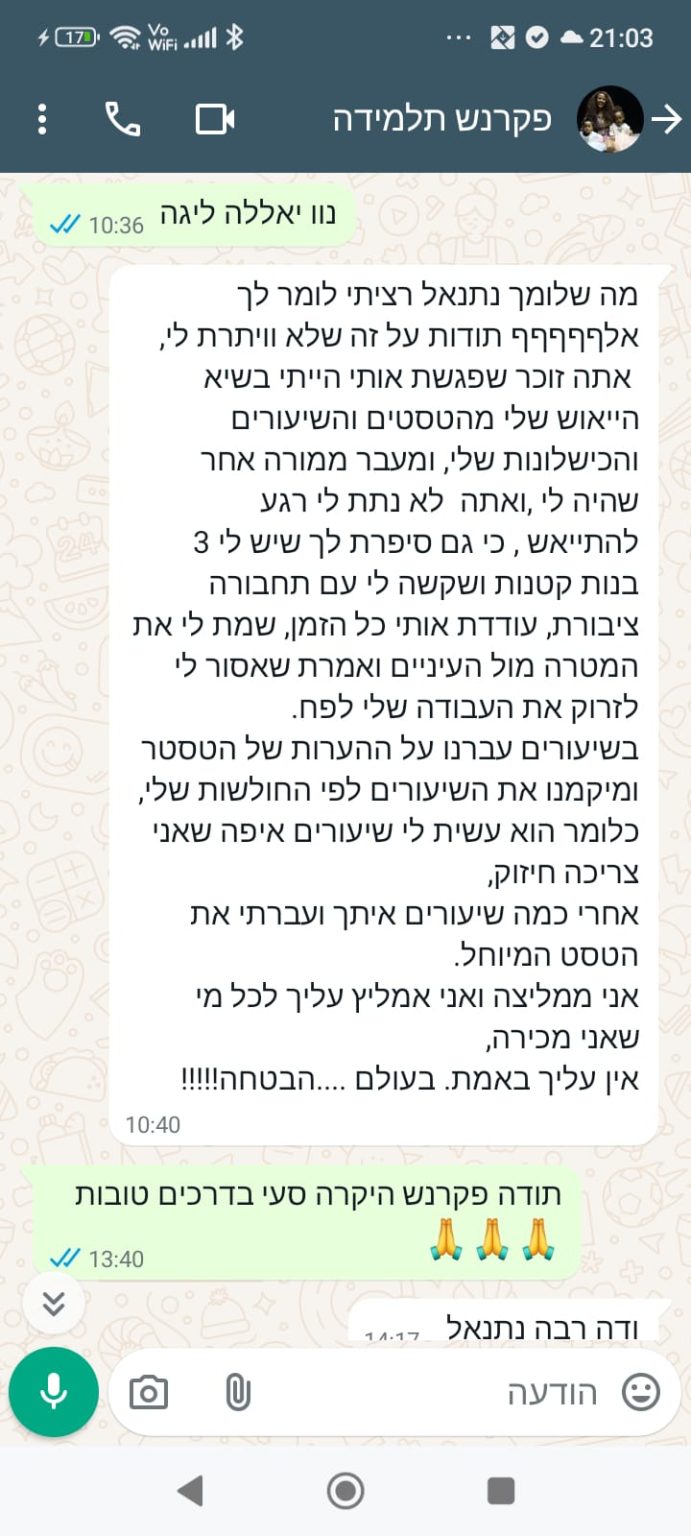 17 Vo WiFi ... 21:03
פקרנש תלמידה
נוו יאללה ליגה
10:36
מה שלומך נתנאל רציתי לומר לך
אלףףףףף תודות על זה שלא וויתרת לי,
אתה זוכר שפגשת אותי הייתי בשיא
הייאוש שלי מהטסטים והשיעורים
והכישלונות שלי, ומעבר ממורה אחר
שהיה לי ,ואתה לא נתת לי רגע
להתייאש , כי גם סיפרת לך שיש לי 3
בנות קטנות ושקשה לי עם תחבורה
ציבורת, עודדת אותי כל הזמן, שמת לי את
המטרה מול העיניים ואמרת שאסור לי
לזרוק את העבודה שלי לפח.
בשיעורים עברנו על ההערות של הטסטר
ומיקמנו את השיעורים לפי החולשות שלי,
כלומר הוא עשית לי שיעורים איפה שאני
צריכה חיזוק,
אחרי כמה שיעורים איתך ועברתי את
הטסט המיוחל.
אני ממליצה ואני אמליץ עליך לכל מי
שאני מכירה,
אין עליך באמת. בעולם ....הבטחה!!!!!
10:40
תודה פקרנש היקרה סעי בדרכים טובות
🙏 🙏 🙏
13:40
ודה רבה נתנאל
14:17
הודעה